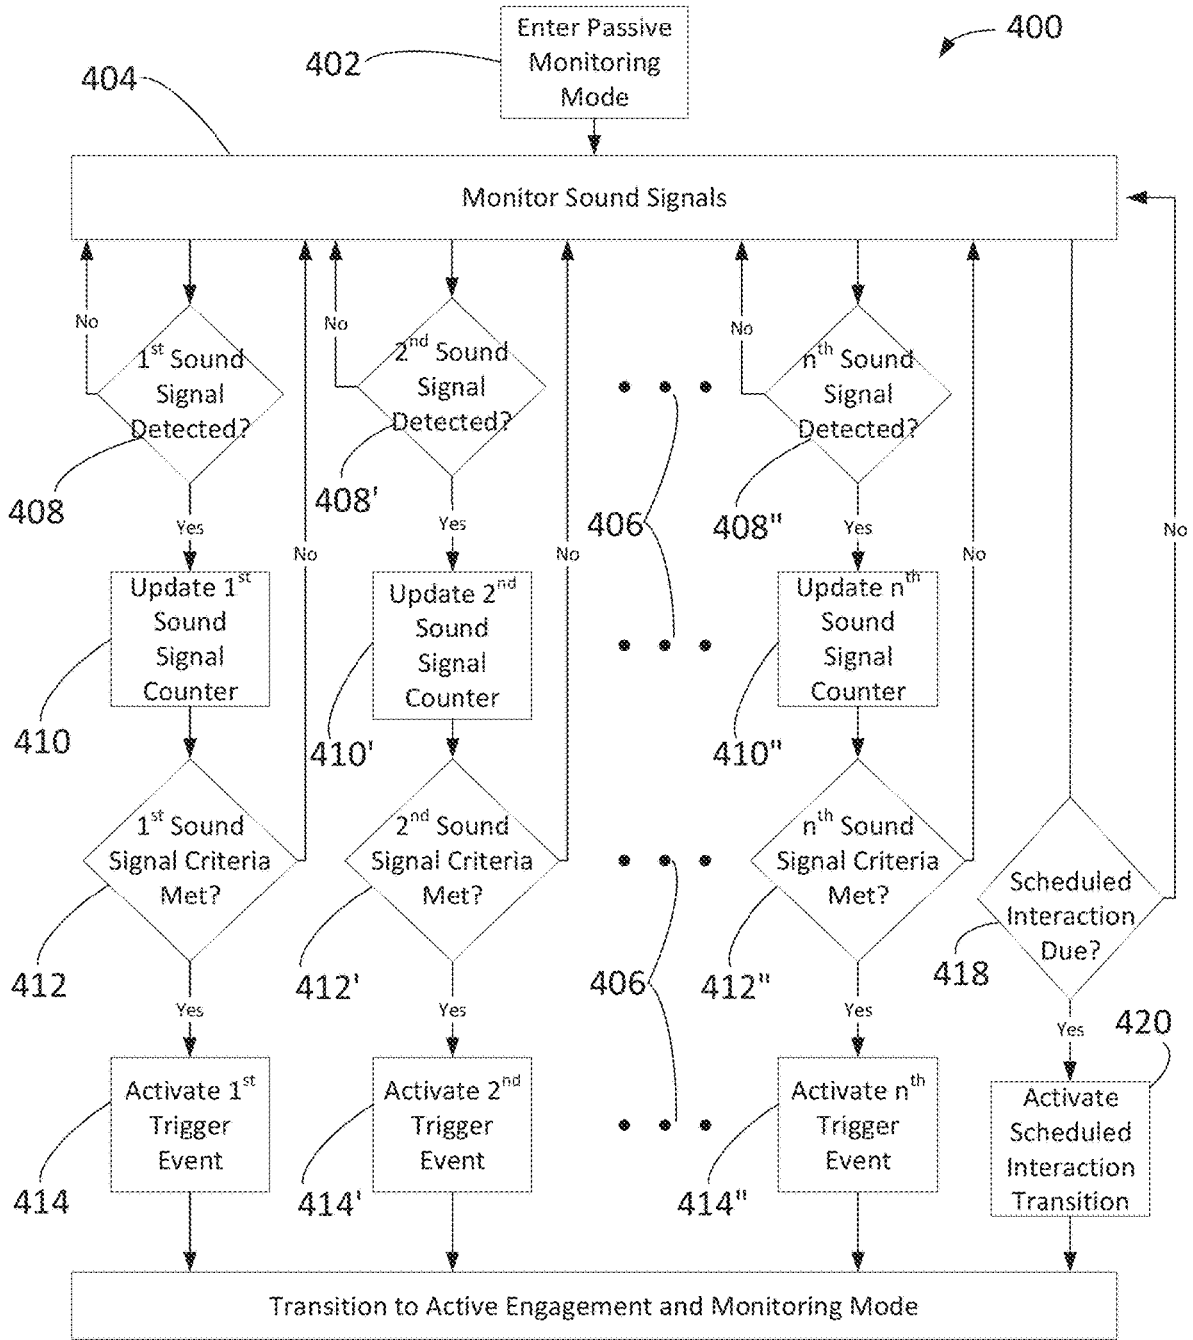 400
Enter Passive
Monitoring
Mode
402
404
Monitor Sound Signals
No
No
No
1st Sound
Signal
Detected?
2nd Sound
Signal
Detected?
nth Sound
Signal
Detected?
408
408'
406
408"
Yes
Yes
Yes
No
No
No
No
Update 1st
Sound
Signal
Counter
Update 2nd
Sound
Signal
Counter
Update nth
Sound
Signal
Counter
410
410'
410"
1st Sound
Signal Criteria
Met?
2nd Sound
Signal Criteria
Met?
nth Sound
Signal Criteria
Met?
Scheduled
Interaction
Due?
412
412'
406
412"
418
Yes
Yes
Yes
Yes
420
Activate 1st
Trigger
Event
Activate 2nd
Trigger
Event
Activate nth
Trigger
Event
Activate
Scheduled
Interaction
Transition
414
414'
414"
Transition to Active Engagement and Monitoring Mode